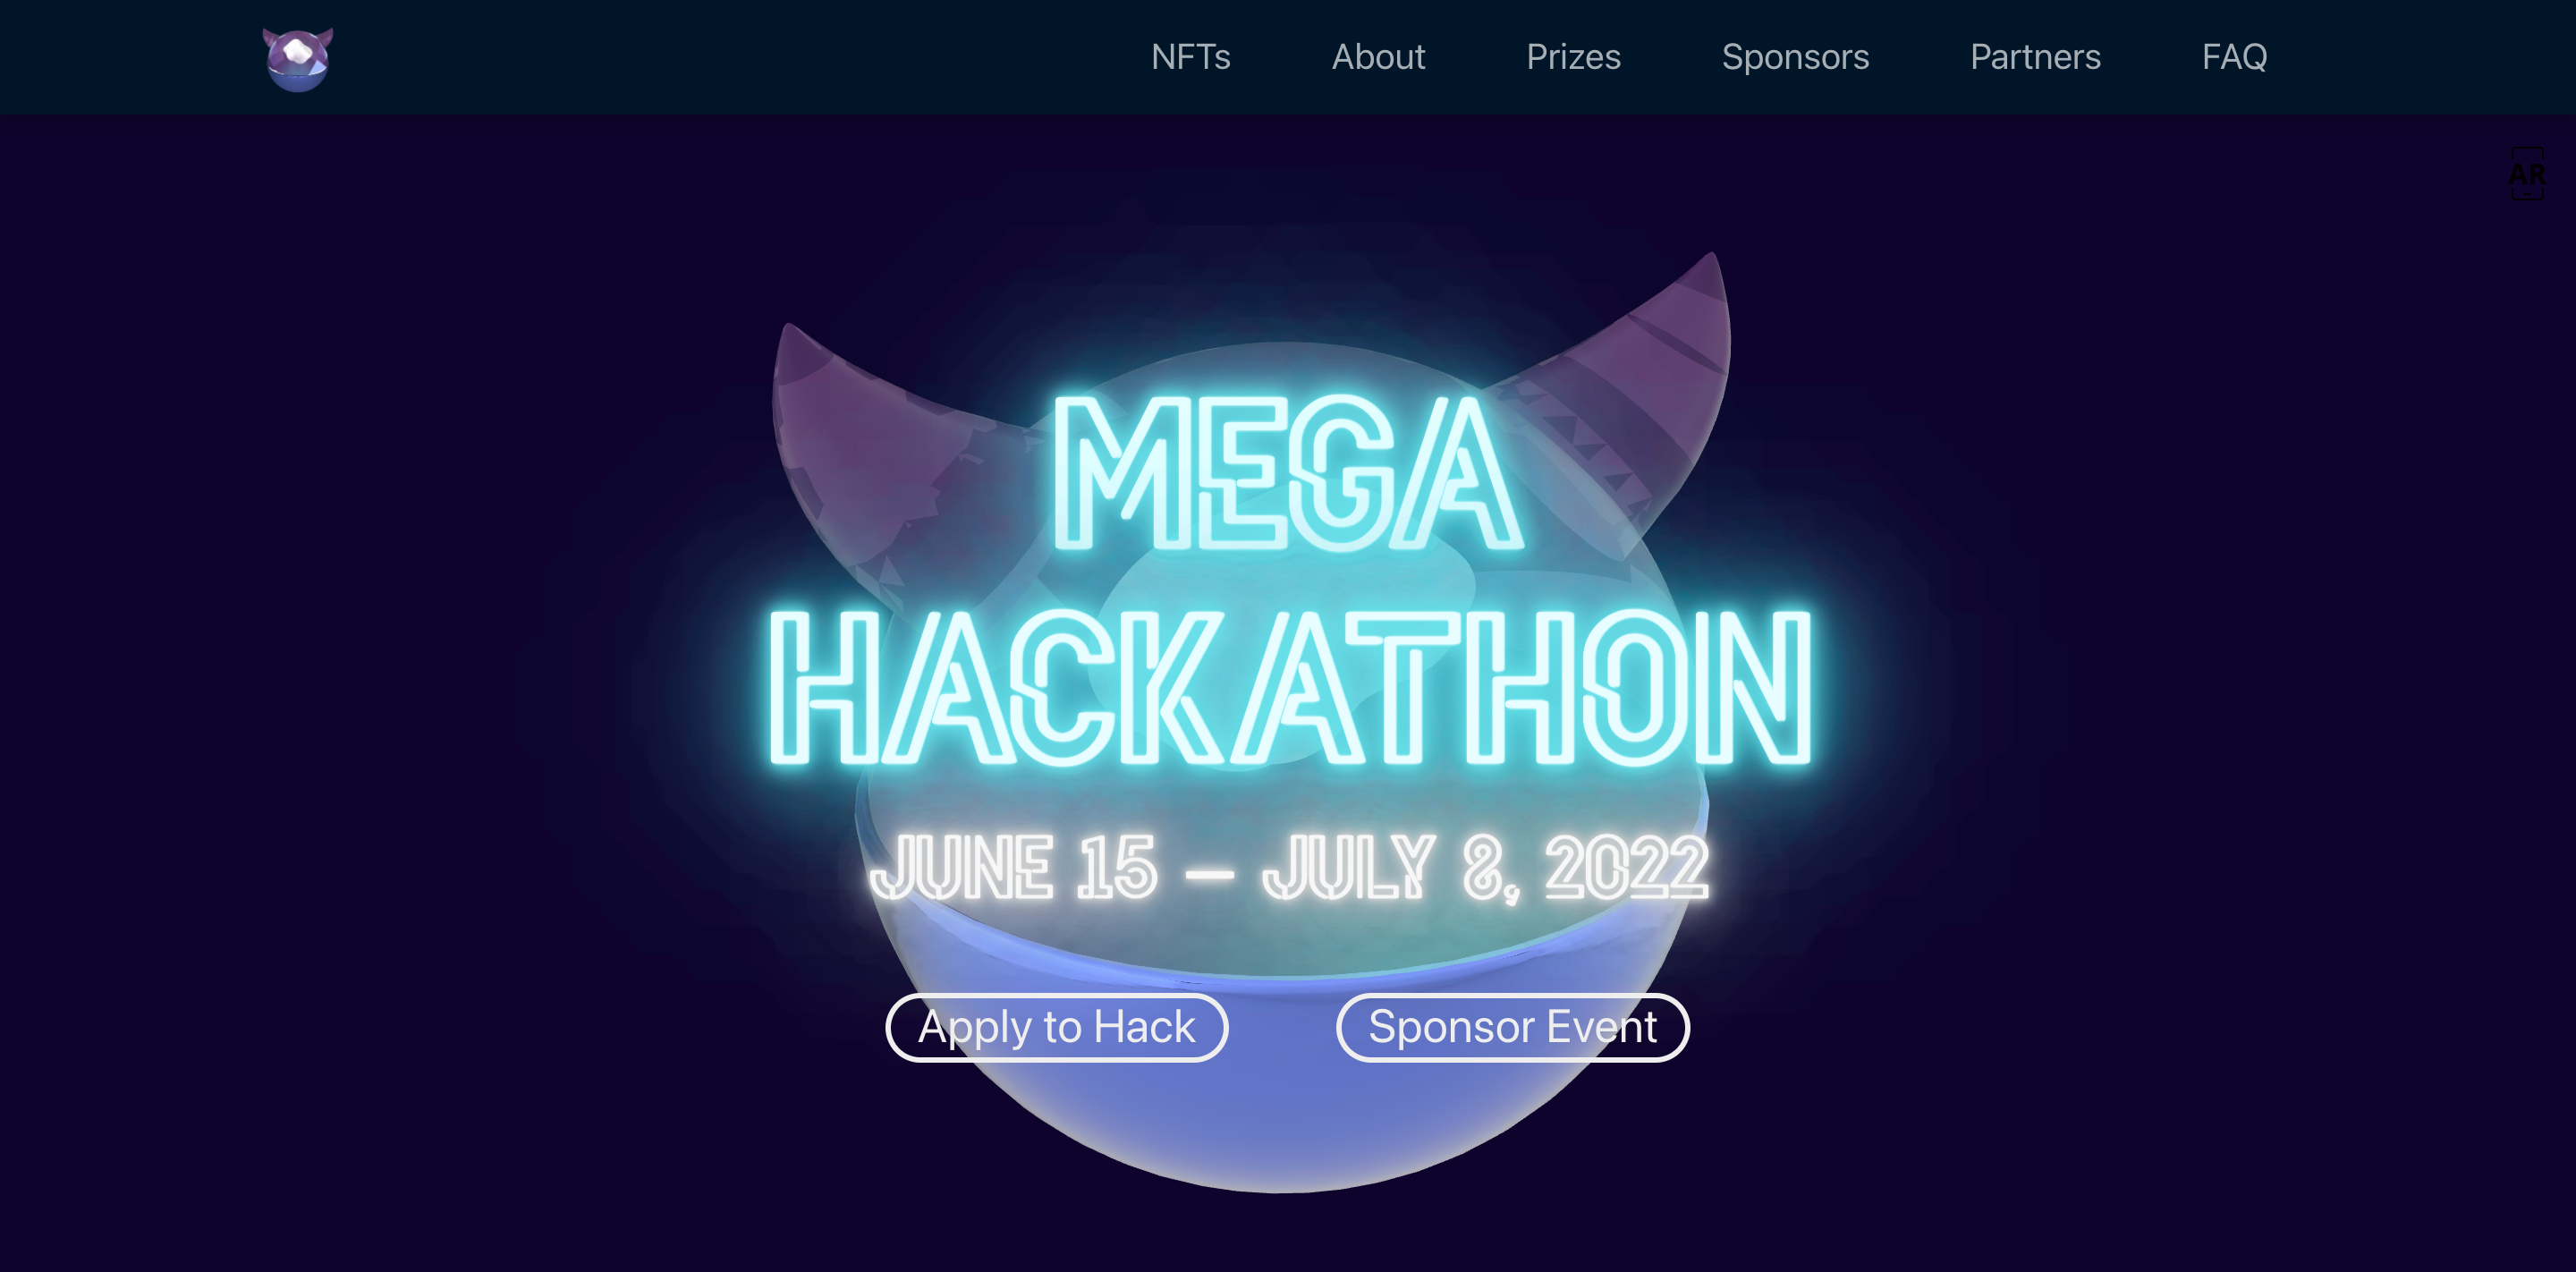 NFTs About Prizes Sponsors Partners FAQ
AR
MEGA
HACKATHON
JUNE 15 – JULY 8, 2022
Apply to Hack Sponsor Event